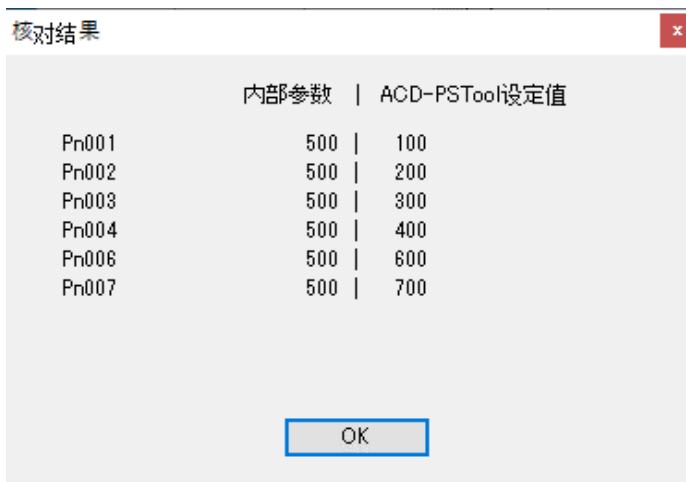 核对结果
x
内部参数 | ACD-PSTool设定值
Pn001 500 | 100
Pn002 500 | 200
Pn003 500 | 300
Pn004 500 | 400
Pn006 500 | 600
Pn007 500 | 700
OK